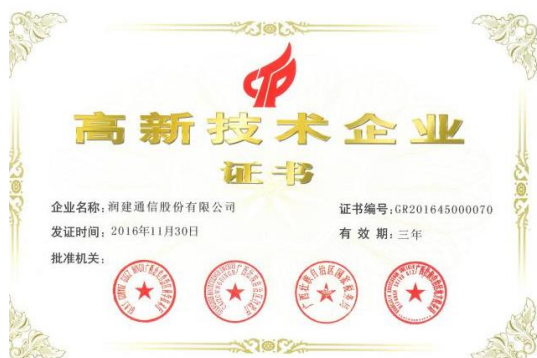 高新技术企业
证书
企业名称：润建通信股份有限公司
证书编号：GR201645000070
发证时间：2016年11月30日
有效期：三年
批准机关：